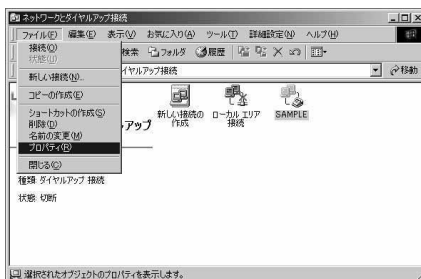 ネットワークとダイヤルアップ接続
ファイル(F) 編集(E) 表示(V) お気に入り(A) ツール(T) 詳細設定(N) ヘルプ(H)
接続(O)
状態(U)
新しい接続(N)...
コピーの作成(E)
ショートカットの作成(S)
削除(D)
名前の変更(M)
プロパティ(R)
閉じる(C)
検索 フォルダ 履歴
イヤルアップ接続
移動
アップ
新しい接続の作成
ローカル エリア接続
SAMPLE
種類: ダイヤルアップ 接続
状態: 切断
選択されたオブジェクトのプロパティを表示します。